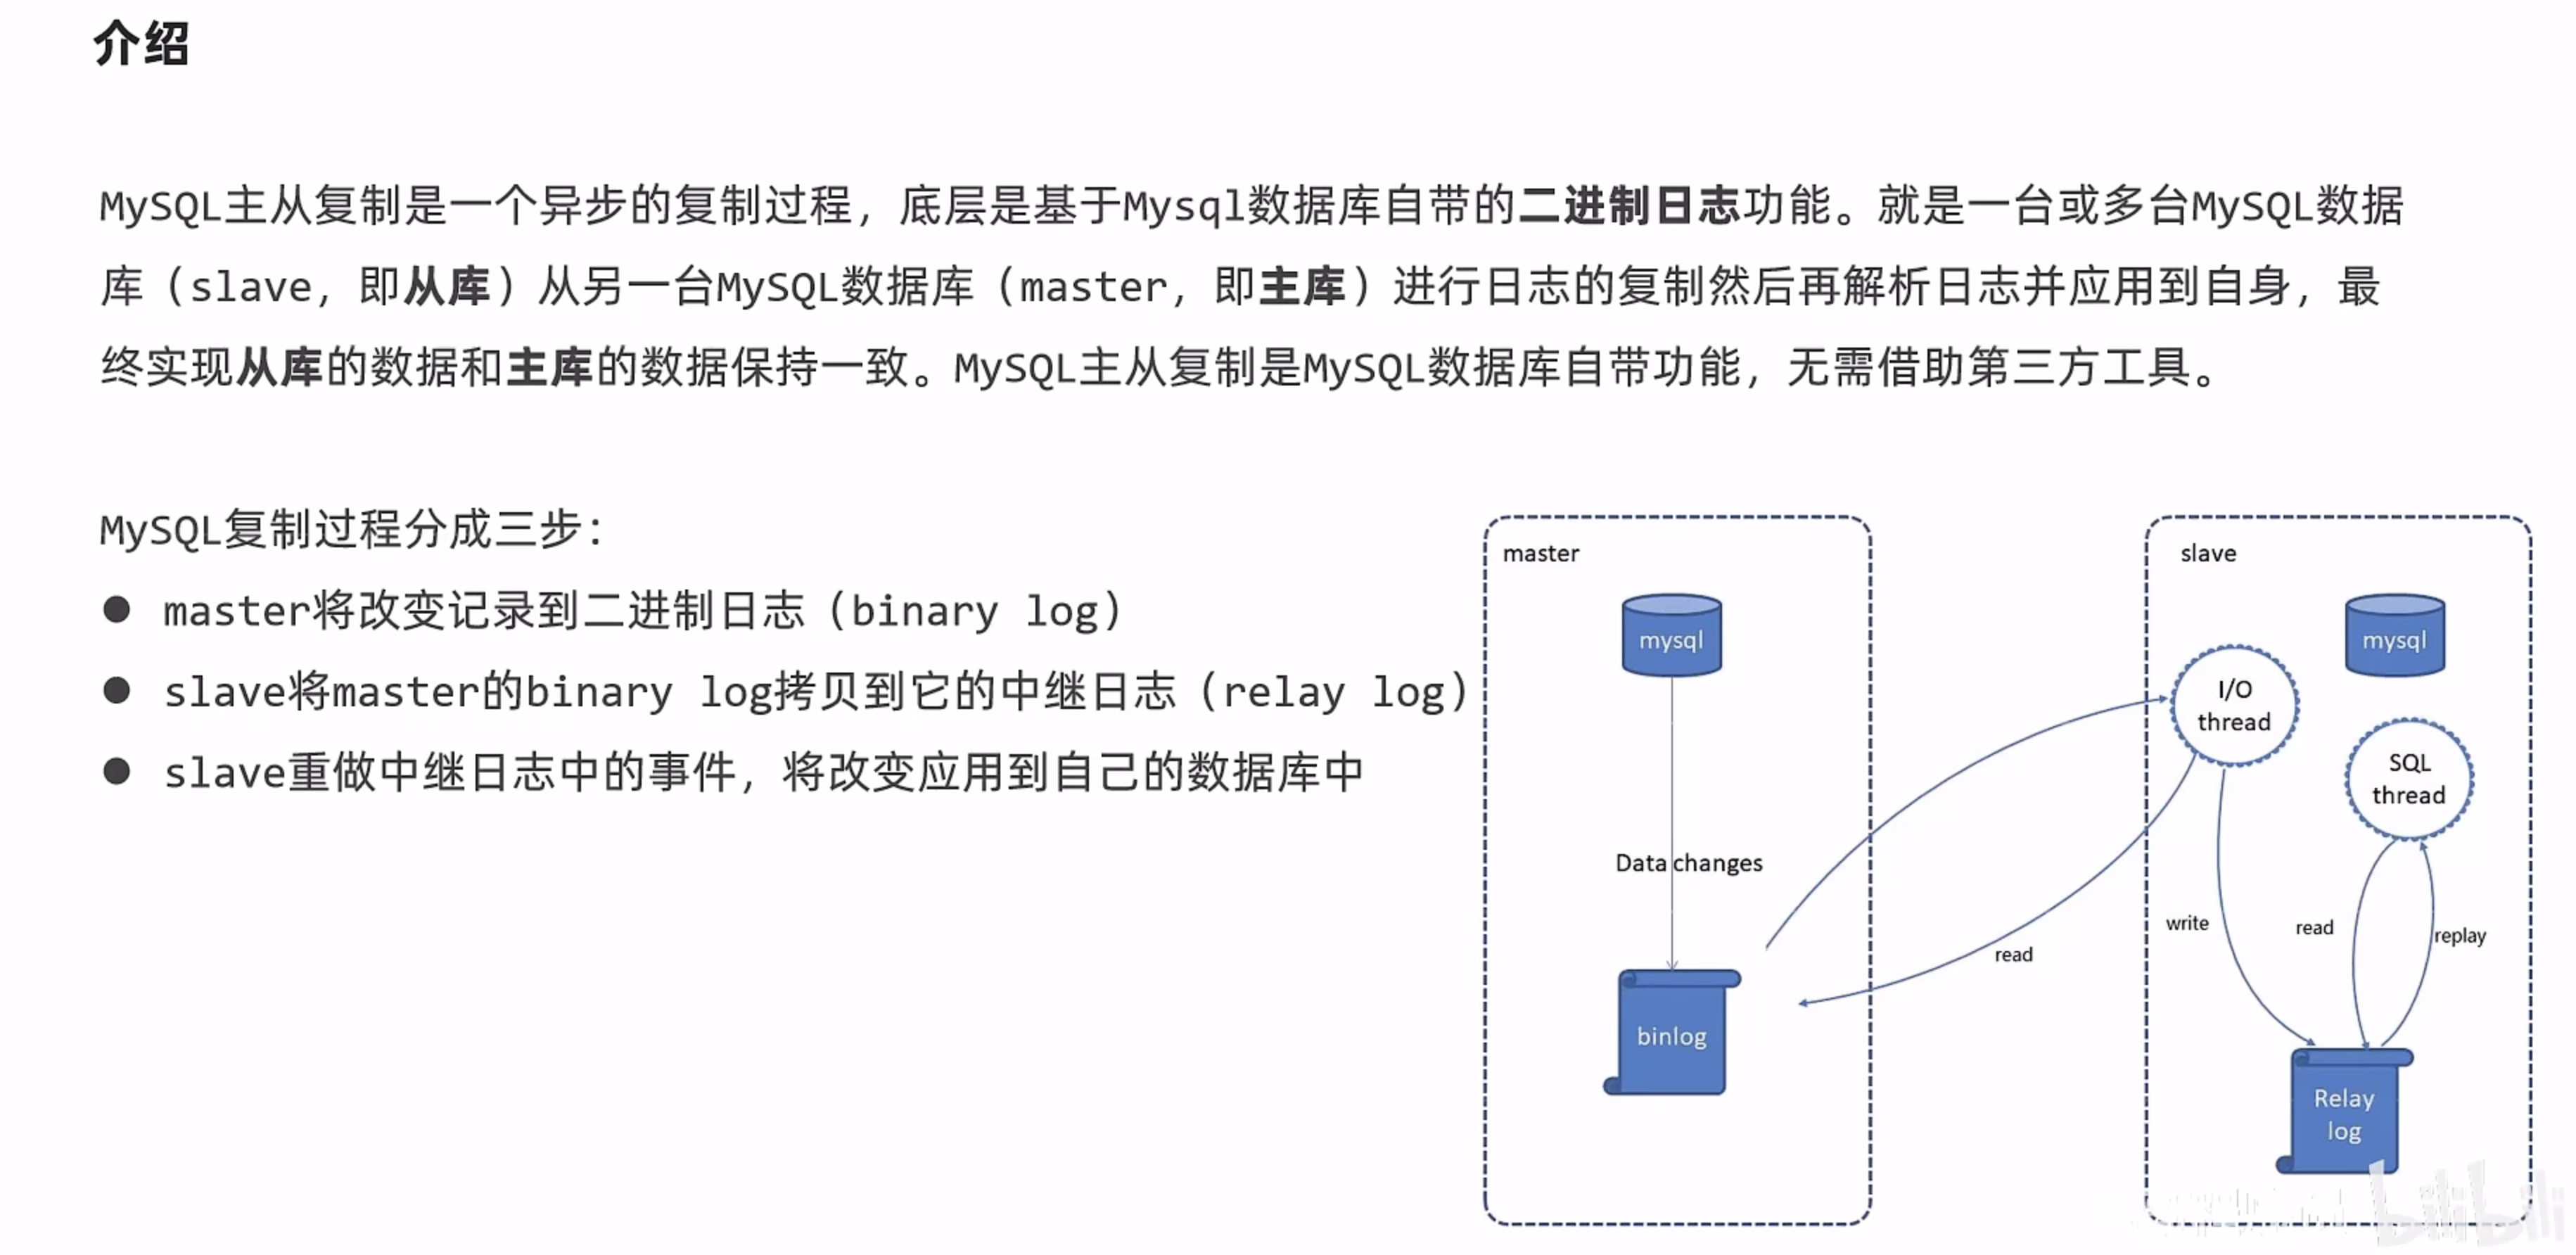 介绍
MySQL主从复制是一个异步的复制过程，底层是基于Mysql数据库自带的二进制日志功能。就是一台或多台MySQL数据
库（slave，即从库）从另一台MySQL数据库（master，即主库）进行日志的复制然后再解析日志并应用到自身，最
终实现从库的数据和主库的数据保持一致。MySQL主从复制是MySQL数据库自带功能，无需借助第三方工具。
MySQL复制过程分成三步：
● master将改变记录到二进制日志（binary log）
● slave将master的binary log拷贝到它的中继日志（relay log）
● slave重做中继日志中的事件，将改变应用到自己的数据库中
master
mysql
Data changes
binlog
read
slave
mysql
I/O
thread
SQL
thread
write
read
replay
Relay
log
bilibili